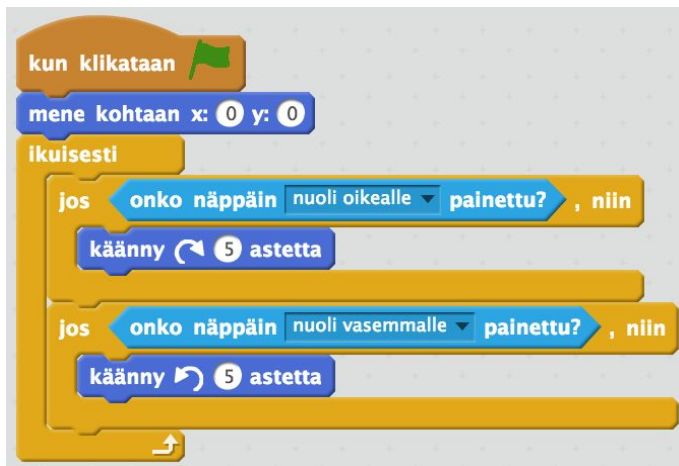 kun klikataan
mene kohtaan x: 0 y: 0
ikuisesti
jos onko näppäin nuoli oikealle painettu? , niin
käänny 5 astetta
jos onko näppäin nuoli vasemmalle painettu? , niin
käänny 5 astetta